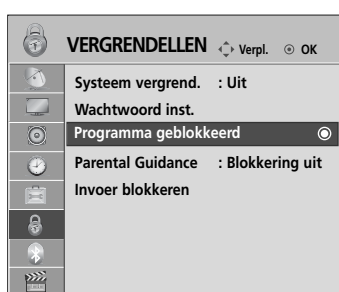 VERGRENDELLEN Verpl. OK
Systeem vergrend. : Uit
Wachtwoord inst.
Programma geblokkeerd
Parental Guidance : Blokkering uit
Invoer blokkeren